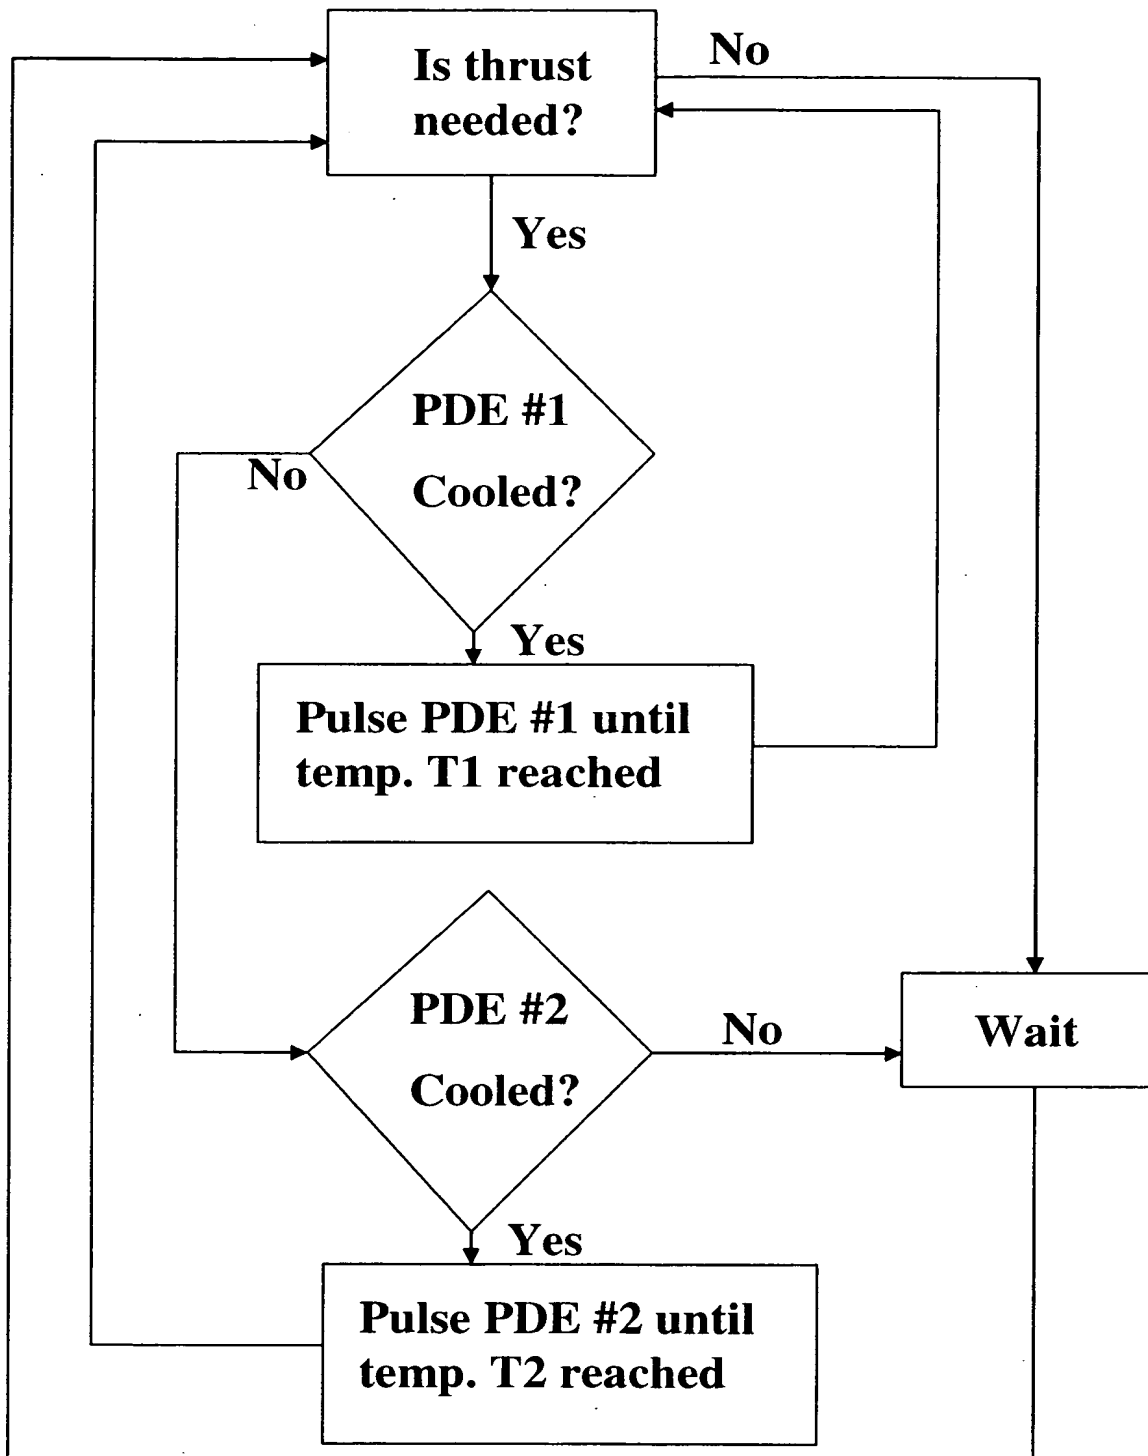 Is thrust
needed?
No
Yes
PDE #1
Cooled?
No
Yes
Pulse PDE #1 until
temp. T1 reached
PDE #2
Cooled?
No
Wait
Yes
Pulse PDE #2 until
temp. T2 reached